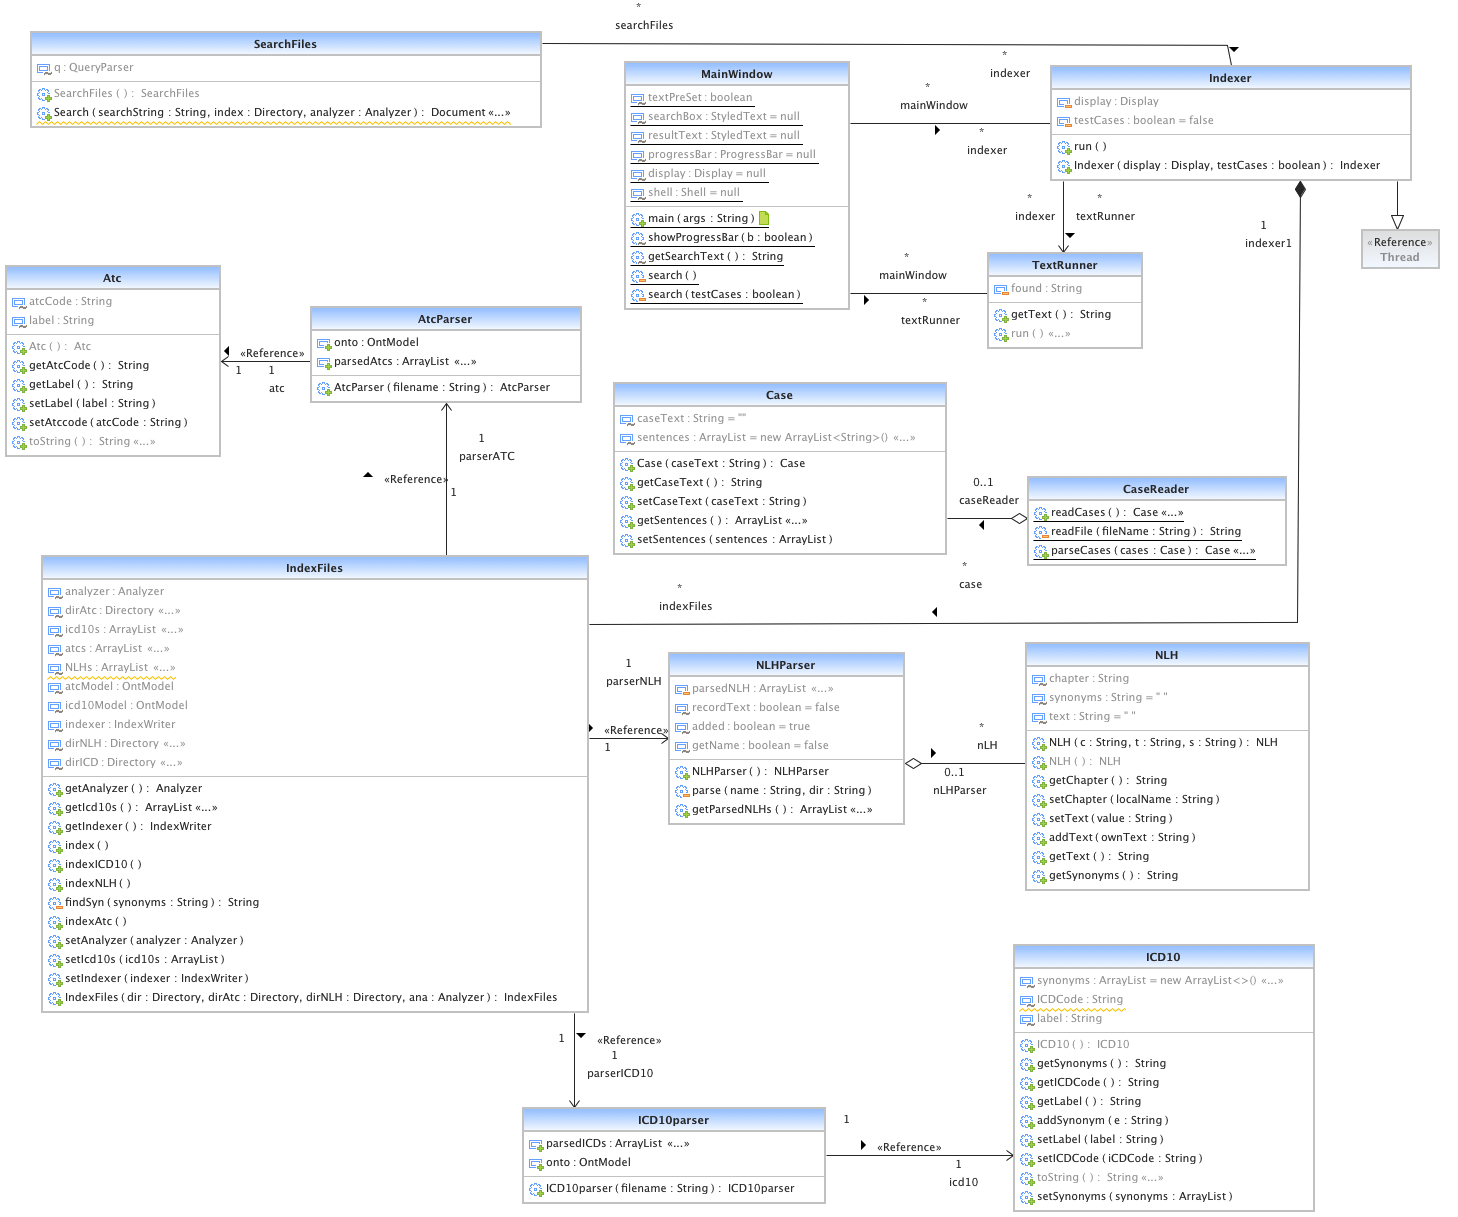 *
searchFiles
SearchFiles
q : QueryParser
SearchFiles ( ) : SearchFiles
Search ( searchString : String, index : Directory, analyzer : Analyzer ) : Document «...»
*
indexer
MainWindow
textPreSet : boolean
searchBox : StyledText = null
resultText : StyledText = null
progressBar : ProgressBar = null
display : Display = null
shell : Shell = null
main ( args : String )
showProgressBar ( b : boolean )
getSearchText ( ) : String
search ( )
search ( testCases : boolean )
*
mainWindow
*
indexer
Indexer
display : Display
testCases : boolean = false
run ( )
Indexer ( display : Display, testCases : boolean ) : Indexer
*
indexer
*
textRunner
1
indexer1
«Reference»
Thread
*
mainWindow
*
textRunner
TextRunner
found : String
getText ( ) : String
run ( ) «...»
Atc
atcCode : String
label : String
Atc ( ) : Atc
getAtcCode ( ) : String
getLabel ( ) : String
setLabel ( label : String )
setAtccode ( atcCode : String )
toString ( ) : String «...»
«Reference»
1
1
atc
AtcParser
onto : OntModel
parsedAtcs : ArrayList «...»
AtcParser ( filename : String ) : AtcParser
1
parserATC
«Reference»
1
Case
caseText : String = ""
sentences : ArrayList = new ArrayList<String>() «...»
Case ( caseText : String ) : Case
getCaseText ( ) : String
setCaseText ( caseText : String )
getSentences ( ) : ArrayList «...»
setSentences ( sentences : ArrayList )
0..1
caseReader
*
case
CaseReader
readCases ( ) : Case «...»
readFile ( fileName : String ) : String
parseCases ( cases : Case ) : Case «...»
*
indexFiles
IndexFiles
analyzer : Analyzer
dirAtc : Directory «...»
icd10s : ArrayList «...»
atcs : ArrayList «...»
NLHs : ArrayList «...»
atcModel : OntModel
icd10Model : OntModel
indexer : IndexWriter
dirNLH : Directory «...»
dirICD : Directory «...»
getAnalyzer ( ) : Analyzer
getIcd10s ( ) : ArrayList «...»
getIndexer ( ) : IndexWriter
index ( )
indexICD10 ( )
indexNLH ( )
findSyn ( synonyms : String ) : String
indexAtc ( )
setAnalyzer ( analyzer : Analyzer )
setIcd10s ( icd10s : ArrayList )
setIndexer ( indexer : IndexWriter )
IndexFiles ( dir : Directory, dirAtc : Directory, dirNLH : Directory, ana : Analyzer ) : IndexFiles
1
parserNLH
«Reference»
1
NLHParser
parsedNLH : ArrayList «...»
recordText : boolean = false
added : boolean = true
getName : boolean = false
NLHParser ( ) : NLHParser
parse ( name : String, dir : String )
getParsedNLHs ( ) : ArrayList «...»
*
nLH
0..1
nLHParser
NLH
chapter : String
synonyms : String = " "
text : String = " "
NLH ( c : String, t : String, s : String ) : NLH
NLH ( ) : NLH
getChapter ( ) : String
setChapter ( localName : String )
setText ( value : String )
addText ( ownText : String )
getText ( ) : String
getSynonyms ( ) : String
1
«Reference»
1
parserICD10
ICD10parser
parsedICDs : ArrayList «...»
onto : OntModel
ICD10parser ( filename : String ) : ICD10parser
1
«Reference»
1
icd10
ICD10
synonyms : ArrayList = new ArrayList<>() «...»
ICDCode : String
label : String
ICD10 ( ) : ICD10
getSynonyms ( ) : String
getICDCode ( ) : String
getLabel ( ) : String
addSynonym ( e : String )
setLabel ( label : String )
setICDCode ( iCDCode : String )
toString ( ) : String «...»
setSynonyms ( synonyms : ArrayList )